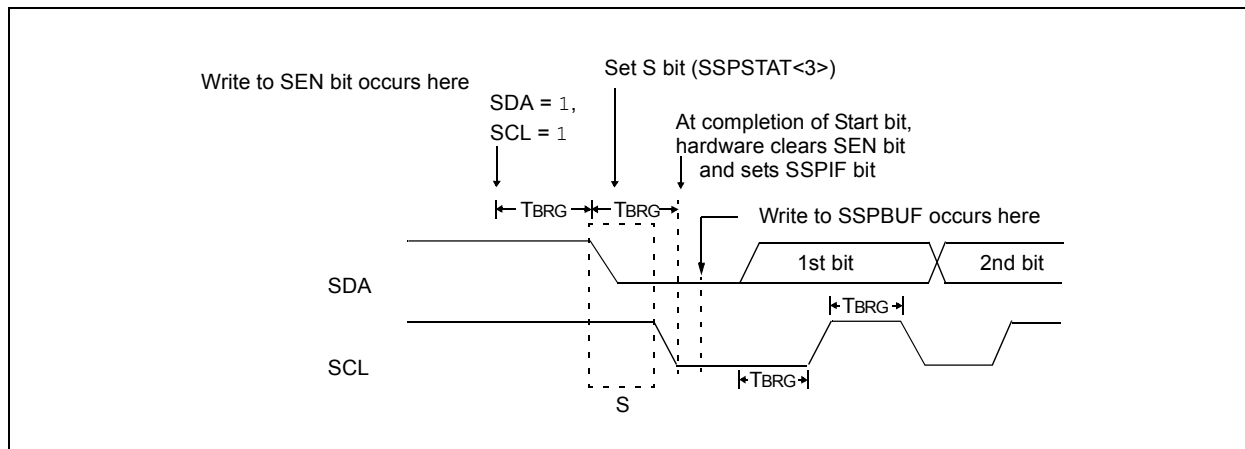 Set S bit (SSPSTAT<3>)
Write to SEN bit occurs here
SDA = 1,
SCL = 1
At completion of Start bit,
hardware clears SEN bit
and sets SSPIF bit
TBRG
TBRG
Write to SSPBUF occurs here
1st bit
2nd bit
SDA
TBRG
SCL
TBRG
S